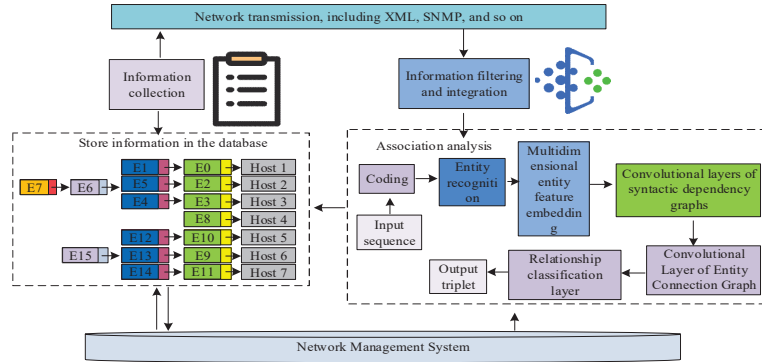 Network transmission, including XML, SNMP, and so on
Information
collection
Information filtering
and integration
Store information in the database
E7
E6
E1
E0
Host 1
E5
E2
Host 2
E4
E3
Host 3
E8
Host 4
E12
E10
Host 5
E15
E13
E9
Host 6
E14
E11
Host 7
Association analysis
Coding
Input
sequence
Entity
recogniti
on
Multidim
ensional
entity
feature
embeddin
g
Convolutional layers of
syntactic dependency
graphs
Convolutional
Layer of Entity
Connection Graph
Relationship
classification
layer
Output
triplet
Network Management System